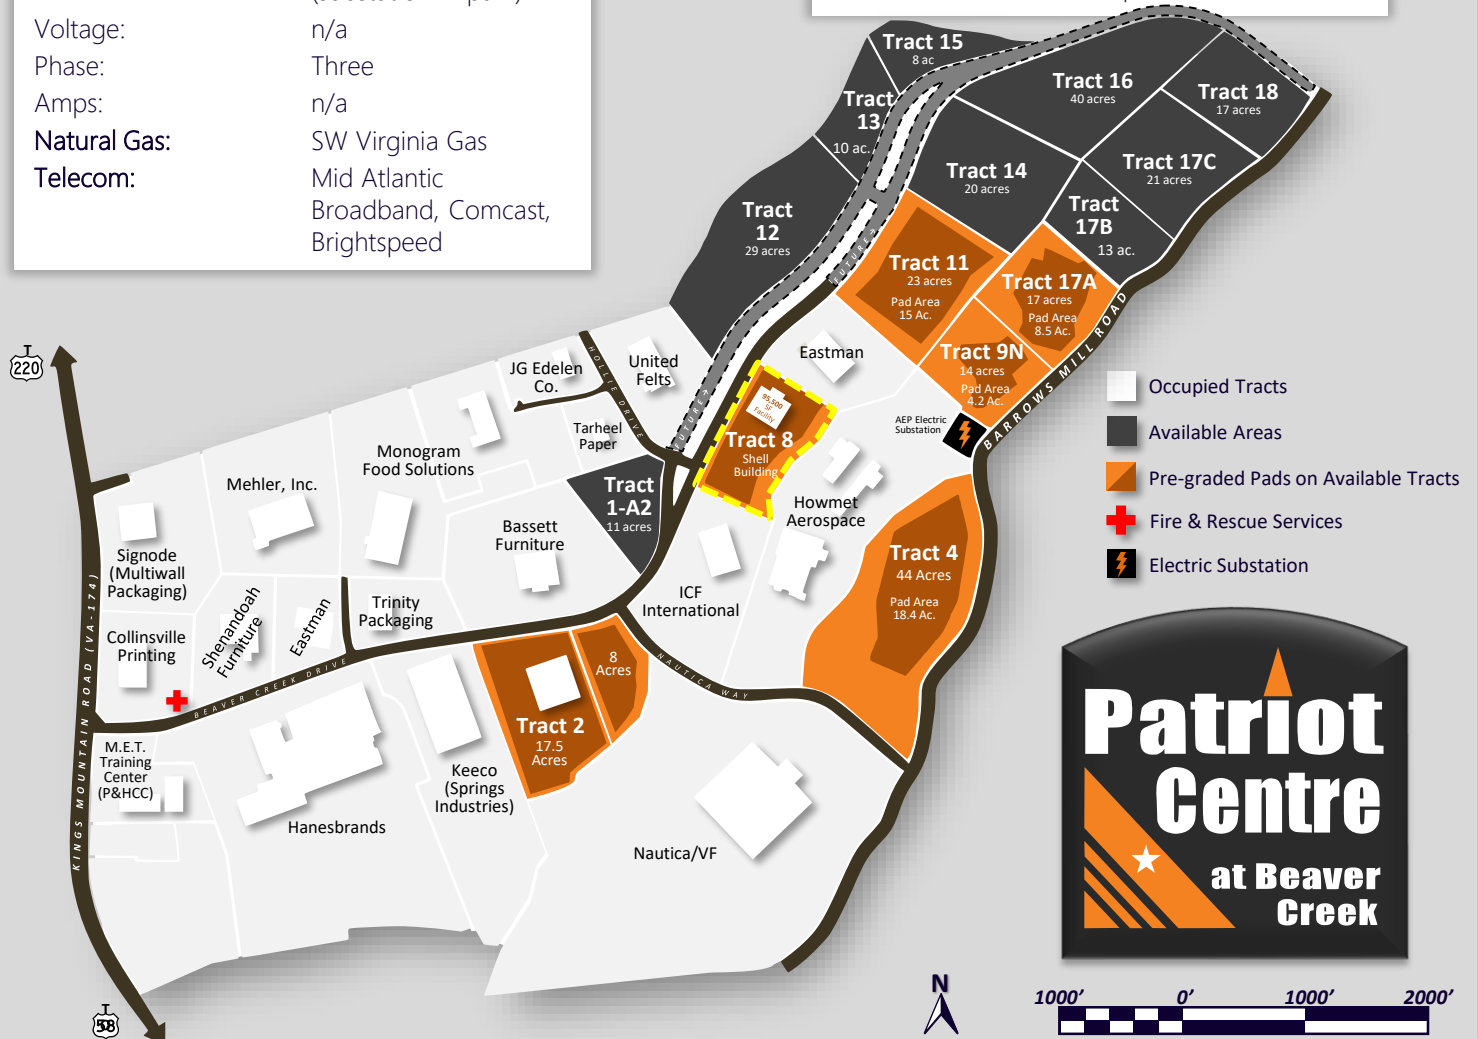 Voltage:
n/a
Phase:
Three
Amps:
n/a
Natural Gas:
SW Virginia Gas
Telecom:
Mid Atlantic
Broadband, Comcast,
Brightspeed
Tract 15
8 ac
Tract 16
40 acres
Tract 18
17 acres
Tract
13
10 ac.
Tract 14
20 acres
Tract 17C
21 acres
Tract
17B
13 ac.
Tract
12
29 acres
FUTURE
Tract 11
23 acres
Pad Area
15 Ac.
Tract 17A
17 acres
Pad Area
8.5 Ac.
Tract 9N
14 acres
Pad Area
4.2 Ac.
BARROWS MILL ROAD
Eastman
AEP Electric
Substation
220
JG Edelen
Co.
HOLLIE DRIVE
United
Felts
FUTURE
95,500
SF
Facility
Tract 8
Shell
Building
Tarheel
Paper
Monogram
Food Solutions
Mehler, Inc.
Tract
1-A2
11 acres
Howmet
Aerospace
Bassett
Furniture
Signode
(Multiwall
Packaging)
Tract 4
44 Acres
Pad Area
18.4 Ac.
ICF
International
Trinity
Packaging
Eastman
Shenandoah
Furniture
Collinsville
Printing
KINGS MOUNTAIN ROAD (VA-174)
BEAVER CREEK DRIVE
NAUTICA WAY
8
Acres
Tract 2
17.5
Acres
M.E.T.
Training
Center
(P&HCC)
Keeco
(Springs
Industries)
Hanesbrands
Nautica/VF
58
Occupied Tracts
Available Areas
Pre-graded Pads on Available Tracts
Fire & Rescue Services
Electric Substation
Patriot
Centre
at Beaver
Creek
N
1000’
0’
1000’
2000’